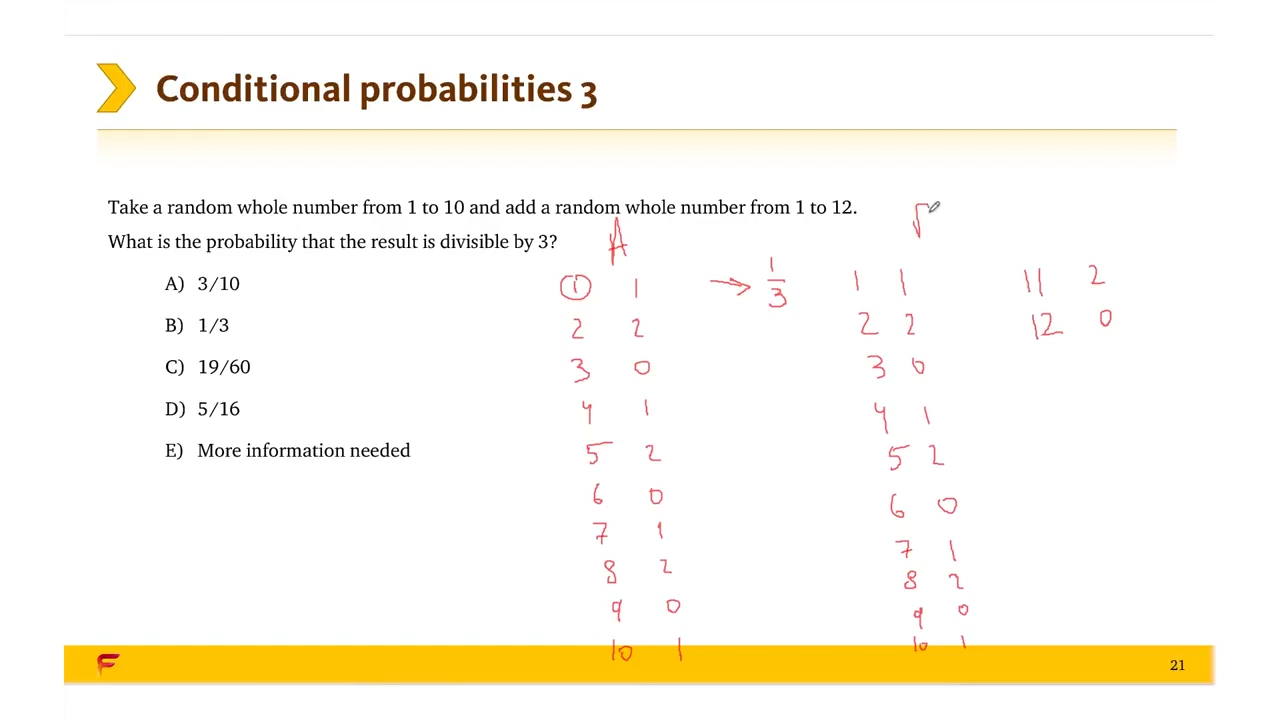 Conditional probabilities 3
Take a random whole number from 1 to 10 and add a random whole number from 1 to 12.
What is the probability that the result is divisible by 3?
A) 3/10
B) 1/3
C) 19/60
D) 5/16
E) More information needed
A
1 1
2 2
3 0
4 1
5 2
6 0
7 1
8 2
9 0
10 1
→ 1/3
1 1
2 2
3 0
4 1
5 2
6 0
7 1
8 2
9 0
10 1
11 2
12 0
F
21